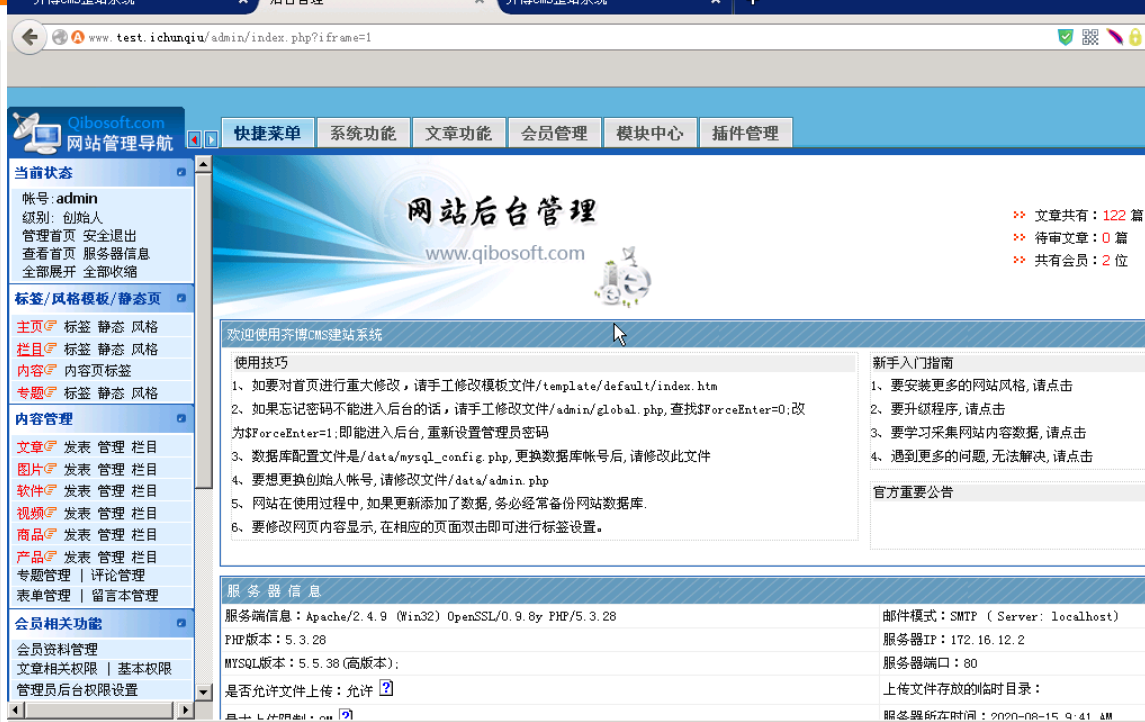 齐博CMS整站系统
后台管理
齐博CMS整站系统
www.test.ichunqiu/admin/index.php?iframe=1
Qibosoft.com
网站管理导航
快捷菜单 系统功能 文章功能 会员管理 模块中心 插件管理
当前状态
帐号:admin
级别: 创始人
管理首页 安全退出
查看首页 服务器信息
全部展开 全部收缩
标签/风格模板/静态页
主页 标签 静态 风格
栏目 标签 静态 风格
内容 内容页标签
专题 标签 静态 风格
内容管理
文章 发表 管理 栏目
图片 发表 管理 栏目
软件 发表 管理 栏目
视频 发表 管理 栏目
商品 发表 管理 栏目
产品 发表 管理 栏目
专题管理 | 评论管理
表单管理 | 留言本管理
会员相关功能
会员资料管理
文章相关权限 | 基本权限
管理员后台权限设置
网站后台管理
www.qibosoft.com
文章共有：122 篇
待审文章：0 篇
共有会员：2 位
欢迎使用齐博CMS建站系统
使用技巧
1、如要对首页进行重大修改，请手工修改模板文件/template/default/index.htm
2、如果忘记密码不能进入后台的话，请手工修改文件/admin/global.php,查找$ForceEnter=0;改
为$ForceEnter=1;即能进入后台,重新设置管理员密码
3、数据库配置文件是/data/mysql_config.php,更换数据库帐号后,请修改此文件
4、要想更换创始人帐号,请修改文件/data/admin.php
5、网站在使用过程中,如果更新添加了数据,务必经常备份网站数据库.
6、要修改网页内容显示,在相应的页面双击即可进行标签设置。
新手入门指南
1、要安装更多的网站风格,请点击
2、要升级程序,请点击
3、要学习采集网站内容数据,请点击
4、遇到更多的问题,无法解决,请点击
官方重要公告
服 务 器 信 息
服务端信息：Apache/2.4.9 (Win32) OpenSSL/0.9.8y PHP/5.3.28
邮件模式：SMTP ( Server: localhost)
PHP版本：5.3.28
服务器IP：172.16.12.2
MYSQL版本：5.5.38(高版本);
服务器端口：80
是否允许文件上传：允许
上传文件存放的临时目录：
最大上传限制：
服务器所在时间：2020-08-15 9:41 AM